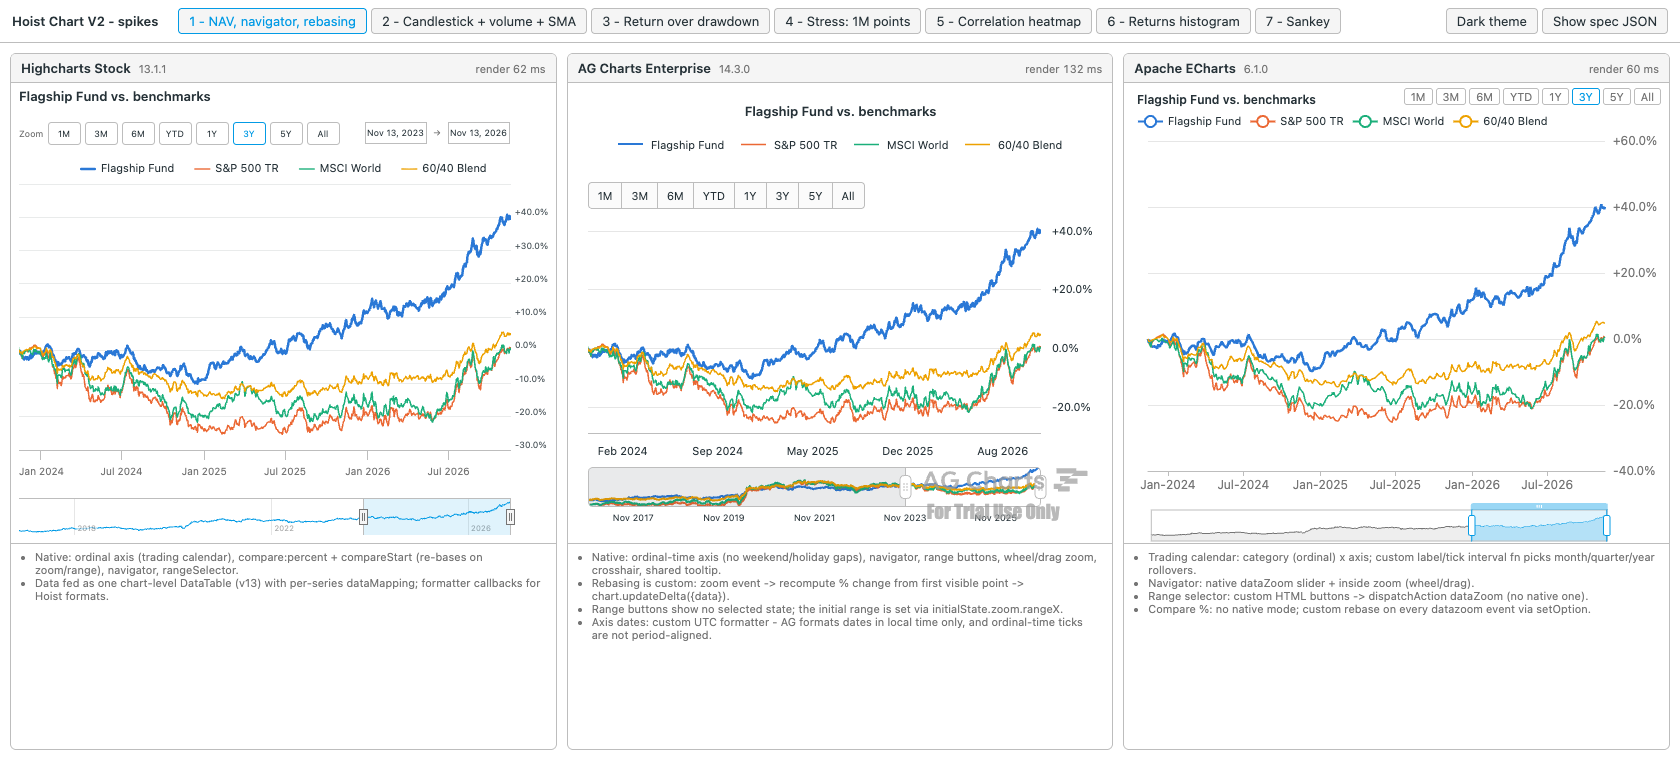 Hoist Chart V2 - spikes
1 - NAV, navigator, rebasing
2 - Candlestick + volume + SMA
3 - Return over drawdown
4 - Stress: 1M points
5 - Correlation heatmap
6 - Returns histogram
7 - Sankey
Dark theme
Show spec JSON
Highcharts Stock 13.1.1
render 62 ms
Flagship Fund vs. benchmarks
Zoom 1M 3M 6M YTD 1Y 3Y 5Y All
Nov 13, 2023 → Nov 13, 2026
Flagship Fund S&P 500 TR MSCI World 60/40 Blend
+40.0%
+30.0%
+20.0%
+10.0%
0.0%
-10.0%
-20.0%
-30.0%
Jan 2024 Jul 2024 Jan 2025 Jul 2025 Jan 2026 Jul 2026
2019 2022 2026
Native: ordinal axis (trading calendar), compare:percent + compareStart (re-bases on
zoom/range), navigator, rangeSelector.
Data fed as one chart-level DataTable (v13) with per-series dataMapping; formatter callbacks for
Hoist formats.
AG Charts Enterprise 14.3.0
render 132 ms
Flagship Fund vs. benchmarks
Flagship Fund S&P 500 TR MSCI World 60/40 Blend
1M 3M 6M YTD 1Y 3Y 5Y All
+40.0%
+20.0%
0.0%
-20.0%
Feb 2024 Sep 2024 May 2025 Dec 2025 Aug 2026
AG Charts
For Trial Use Only
Nov 2017 Nov 2019 Nov 2021 Nov 2023 Nov 2025
Native: ordinal-time axis (no weekend/holiday gaps), navigator, range buttons, wheel/drag zoom,
crosshair, shared tooltip.
Rebasing is custom: zoom event -> recompute % change from first visible point ->
chart.updateDelta({data}).
Range buttons show no selected state; the initial range is set via initialState.zoom.rangeX.
Axis dates: custom UTC formatter - AG formats dates in local time only, and ordinal-time ticks
are not period-aligned.
Apache ECharts 6.1.0
render 60 ms
Flagship Fund vs. benchmarks
1M 3M 6M YTD 1Y 3Y 5Y All
Flagship Fund S&P 500 TR MSCI World 60/40 Blend
+60.0%
+40.0%
+20.0%
0.0%
-20.0%
-40.0%
Jan-2024 Jul-2024 Jan-2025 Jul-2025 Jan-2026 Jul-2026
Trading calendar: category (ordinal) x axis; custom label/tick interval fn picks month/quarter/year
rollovers.
Navigator: native dataZoom slider + inside zoom (wheel/drag).
Range selector: custom HTML buttons -> dispatchAction dataZoom (no native one).
Compare %: no native mode; custom rebase on every datazoom event via setOption.